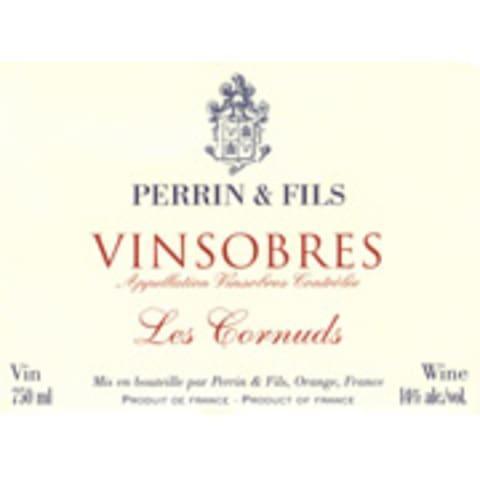 PERRIN & FILS
VINSOBRES
Appellation Vinsobres Contrôlée
Les Cornuds
Vin
750 ml
Mis en bouteille par Perrin & Fils, Orange, France
PRODUIT DE FRANCE - PRODUCT OF FRANCE
Wine
14% alc./vol.